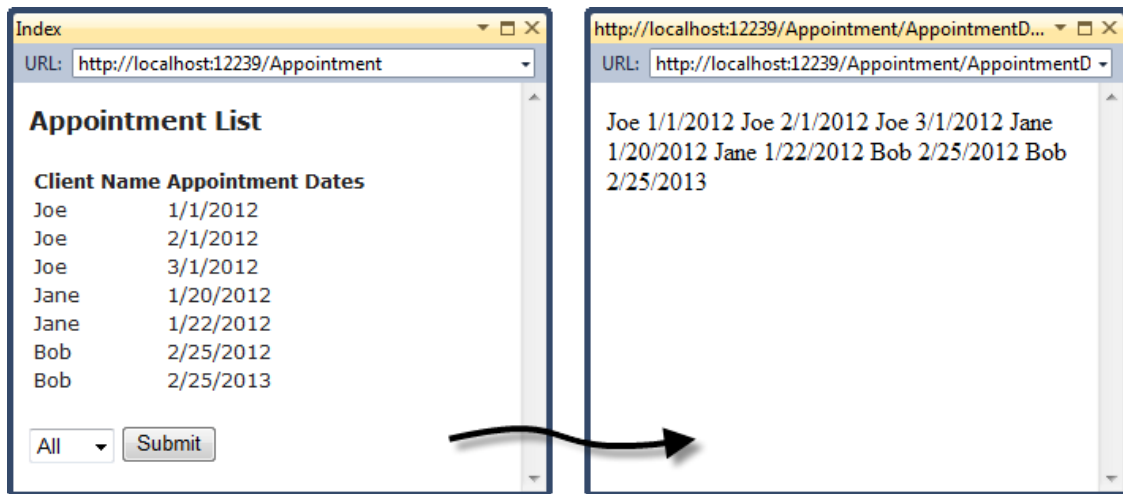 Index
URL: http://localhost:12239/Appointment
Appointment List
Client Name Appointment Dates
Joe 1/1/2012
Joe 2/1/2012
Joe 3/1/2012
Jane 1/20/2012
Jane 1/22/2012
Bob 2/25/2012
Bob 2/25/2013
All Submit
http://localhost:12239/Appointment/AppointmentD...
URL: http://localhost:12239/Appointment/AppointmentD
Joe 1/1/2012 Joe 2/1/2012 Joe 3/1/2012 Jane
1/20/2012 Jane 1/22/2012 Bob 2/25/2012 Bob
2/25/2013